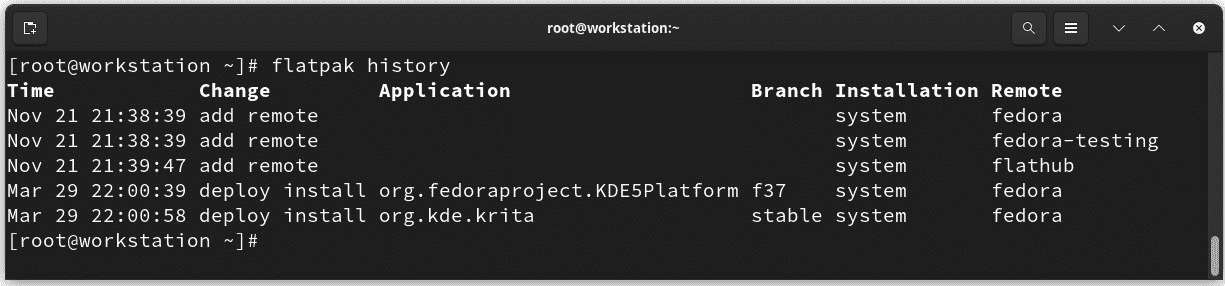 root@workstation:~
[root@workstation ~]# flatpak history
Time Change Application Branch Installation Remote
Nov 21 21:38:39 add remote system fedora
Nov 21 21:38:39 add remote system fedora-testing
Nov 21 21:39:47 add remote system flathub
Mar 29 22:00:39 deploy install org.fedoraproject.KDE5Platform f37 system fedora
Mar 29 22:00:58 deploy install org.kde.krita stable system fedora
[root@workstation ~]#